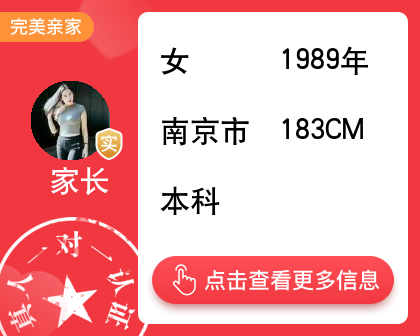 完美亲家
女 1989年
南京市 183CM
本科
实
家长
一对一
真人认证
点击查看更多信息